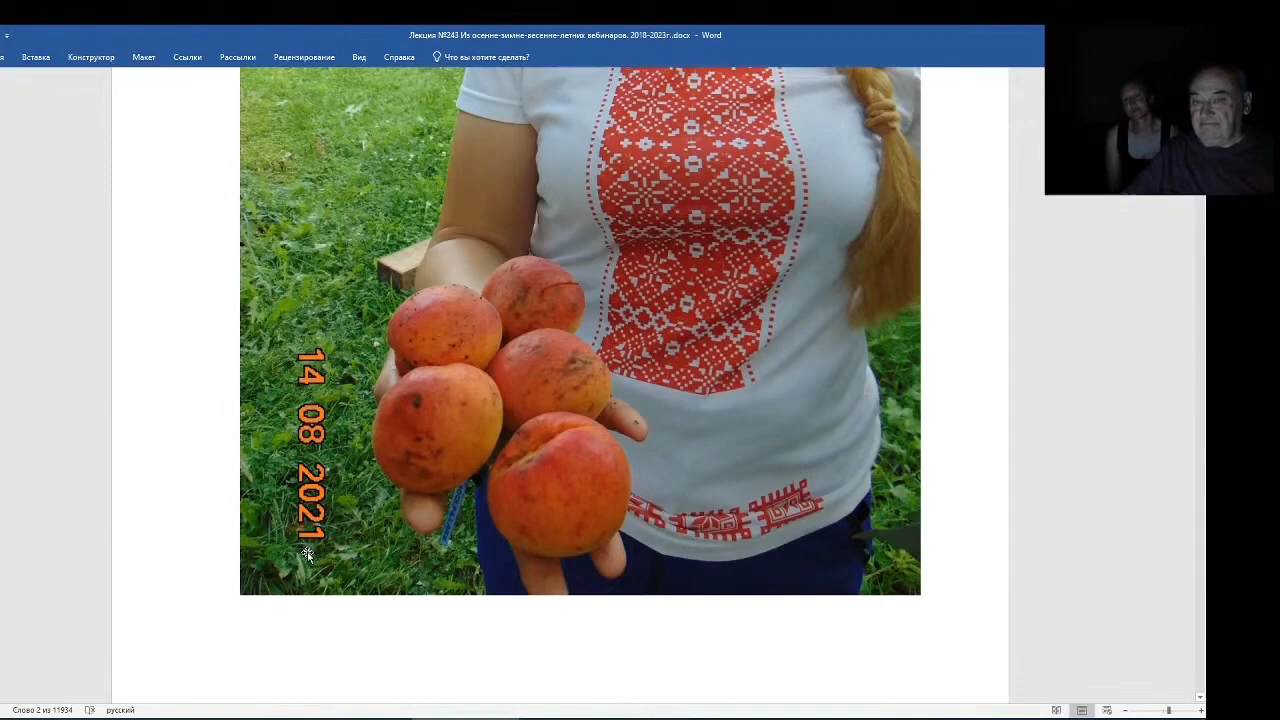 Лекция №243 Из осенне-зимне-весенне-летних вебинаров. 2018-2023г..docx - Word
я Вставка Конструктор Макет Ссылки Рассылки Рецензирование Вид Справка Что вы хотите сделать?
14 08 2021
Слово 2 из 11934 русский